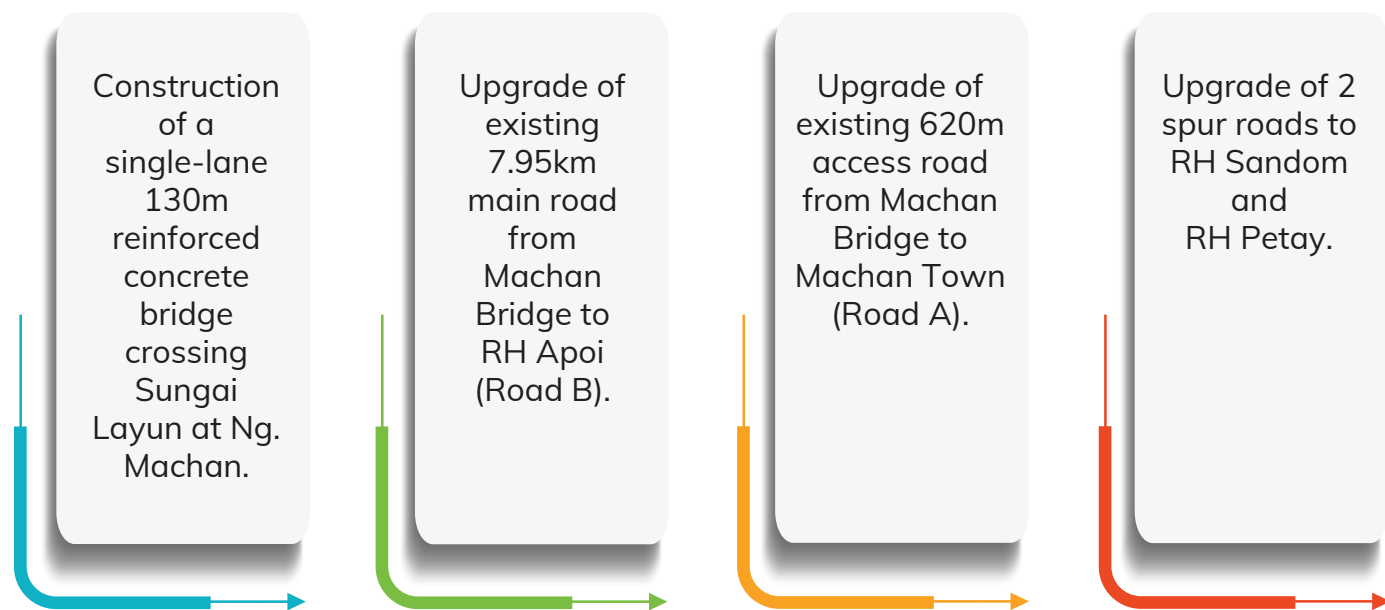 Construction
of a
single-lane
130m
reinforced
concrete
bridge
crossing
Sungai
Layun at Ng.
Machan.
Upgrade of
existing
7.95km
main road
from
Machan
Bridge to
RH Apoi
(Road B).
Upgrade of
existing 620m
access road
from Machan
Bridge to
Machan Town
(Road A).
Upgrade of 2
spur roads to
RH Sandom
and
RH Petay.